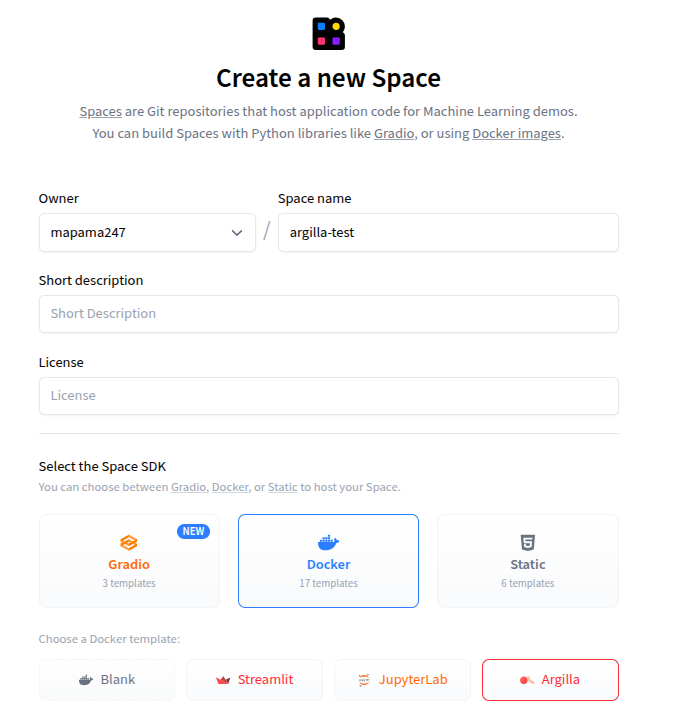 Create a new Space
Spaces are Git repositories that host application code for Machine Learning demos.
You can build Spaces with Python libraries like Gradio, or using Docker images.
Owner
Space name
mapama247
/
argilla-test
Short description
Short Description
License
License
Select the Space SDK
You can choose between Gradio, Docker, or Static to host your Space.
NEW
Gradio
3 templates
Docker
17 templates
Static
6 templates
Choose a Docker template:
Blank
Streamlit
JupyterLab
Argilla